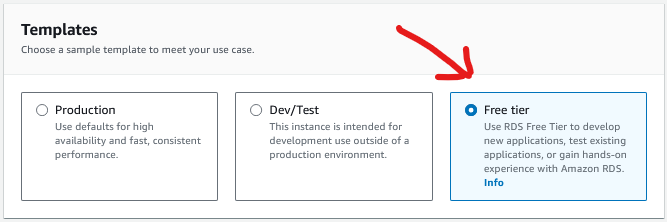 Templates
Choose a sample template to meet your use case.
Production
Use defaults for high
availability and fast, consistent
performance.
Dev/Test
This instance is intended for
development use outside of a
production environment.
Free tier
Use RDS Free Tier to develop
new applications, test existing
applications, or gain hands-on
experience with Amazon RDS.
Info